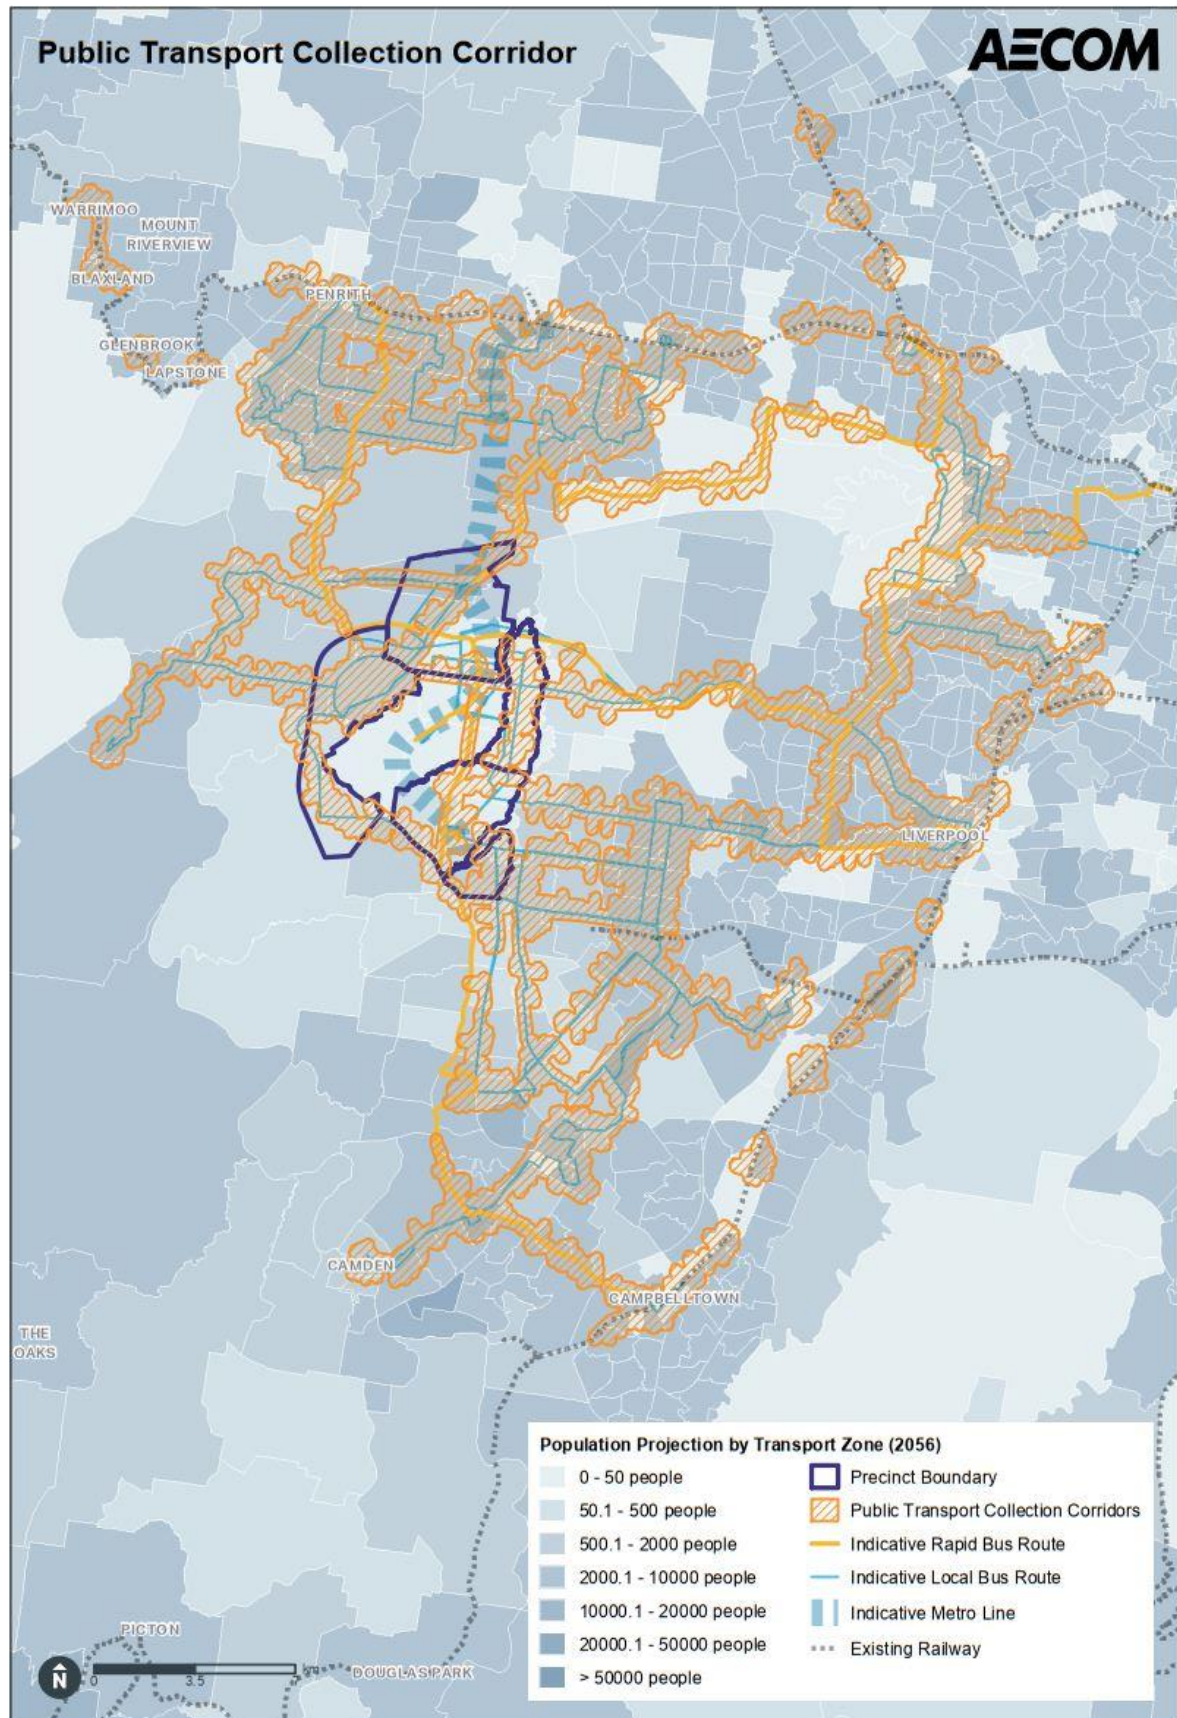 Public Transport Collection Corridor
AECOM
WARRIMOO
MOUNT
RIVERVIEW
BLAXLAND
PENRITH
GLENBROOK
LAPSTONE
LIVERPOOL
CAMDEN
CAMPBELLTOWN
THE
OAKS
PICTON
DOUGLAS PARK
N
0 3.5 7 km
Population Projection by Transport Zone (2056)
0 - 50 people
50.1 - 500 people
500.1 - 2000 people
2000.1 - 10000 people
10000.1 - 20000 people
20000.1 - 50000 people
> 50000 people
Precinct Boundary
Public Transport Collection Corridors
Indicative Rapid Bus Route
Indicative Local Bus Route
Indicative Metro Line
Existing Railway